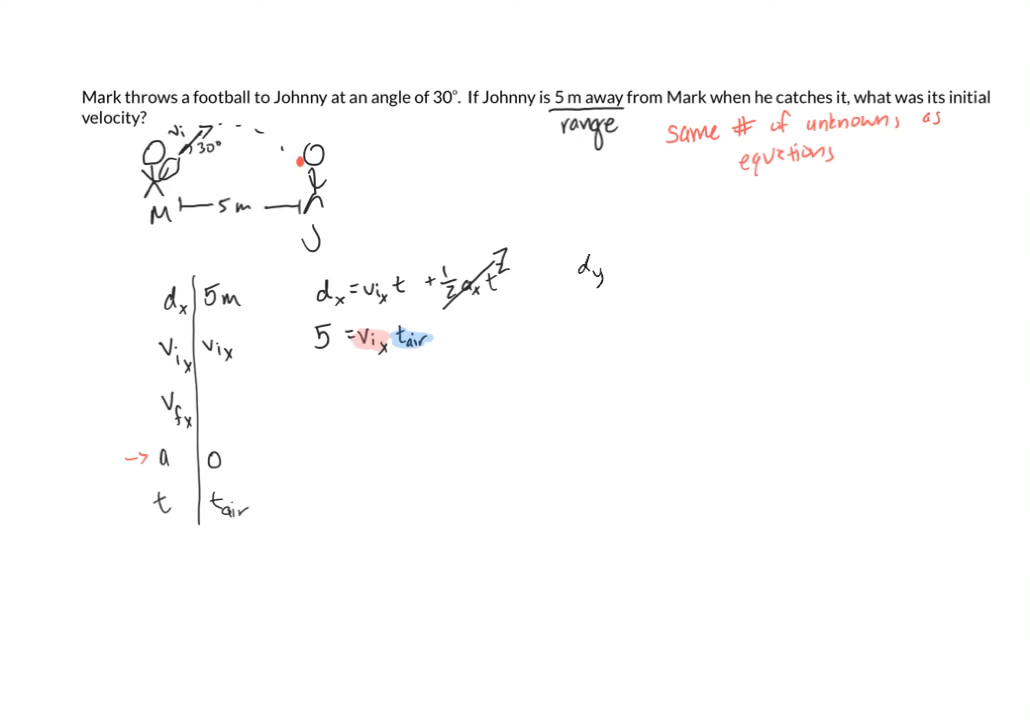 Mark throws a football to Johnny at an angle of 30°. If Johnny is 5 m away from Mark when he catches it, what was its initial
velocity?
range
same # of unknowns as
equations
vi
30°
M
5 m
J
dx | 5m
vix | vix
vfx
→ a | 0
t | tair
dx = vix t + 1/2 ax t²
5 = vix tair
dy